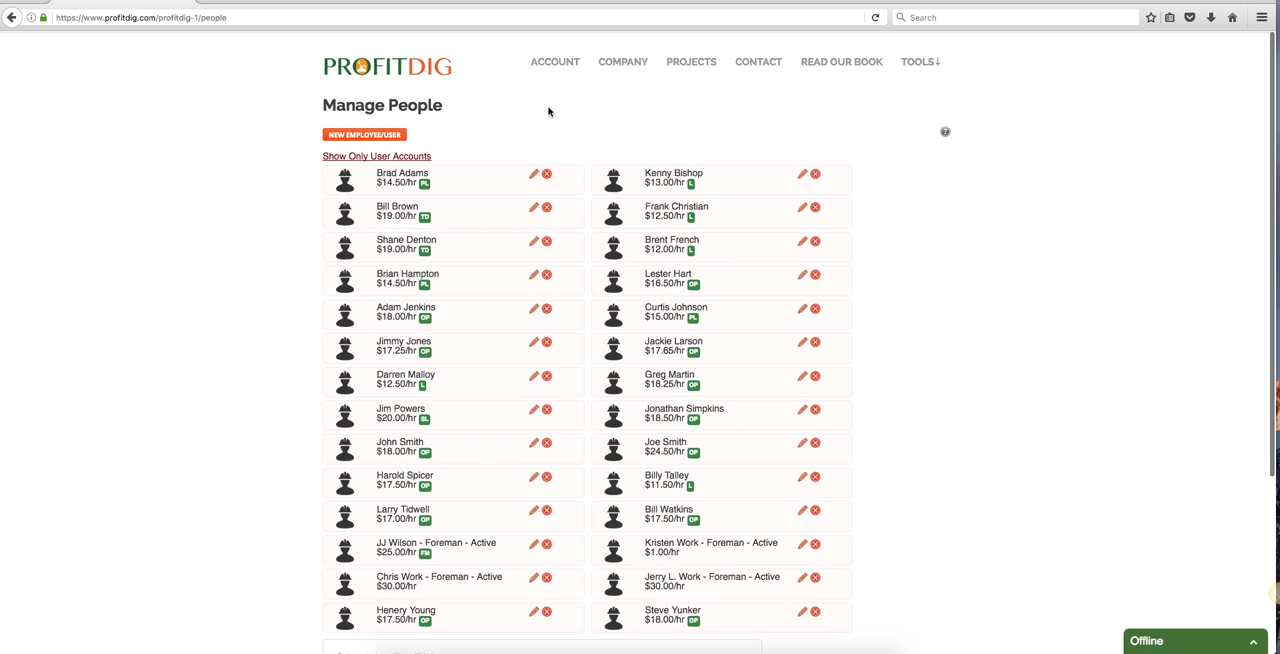 https://www.profitdig.com/profitdig-1/people
Search
PROFITDIG
ACCOUNT COMPANY PROJECTS CONTACT READ OUR BOOK TOOLS↓
Manage People
NEW EMPLOYEE/USER
?
Show Only User Accounts
Brad Adams
$14.50/hr PL
Kenny Bishop
$13.00/hr L
Bill Brown
$19.00/hr TD
Frank Christian
$12.50/hr L
Shane Denton
$19.00/hr TD
Brent French
$12.00/hr L
Brian Hampton
$14.50/hr PL
Lester Hart
$16.50/hr OP
Adam Jenkins
$18.00/hr OP
Curtis Johnson
$15.00/hr PL
Jimmy Jones
$17.25/hr OP
Jackie Larson
$17.65/hr OP
Darren Malloy
$12.50/hr L
Greg Martin
$18.25/hr OP
Jim Powers
$20.00/hr SL
Jonathan Simpkins
$18.50/hr OP
John Smith
$18.00/hr OP
Joe Smith
$24.50/hr OP
Harold Spicer
$17.50/hr OP
Billy Talley
$11.50/hr L
Larry Tidwell
$17.00/hr OP
Bill Watkins
$17.50/hr OP
JJ Wilson - Foreman - Active
$25.00/hr FM
Kristen Work - Foreman - Active
$1.00/hr
Chris Work - Foreman - Active
$30.00/hr
Jerry L. Work - Foreman - Active
$30.00/hr
Henery Young
$17.50/hr OP
Steve Yunker
$18.00/hr OP
Offline